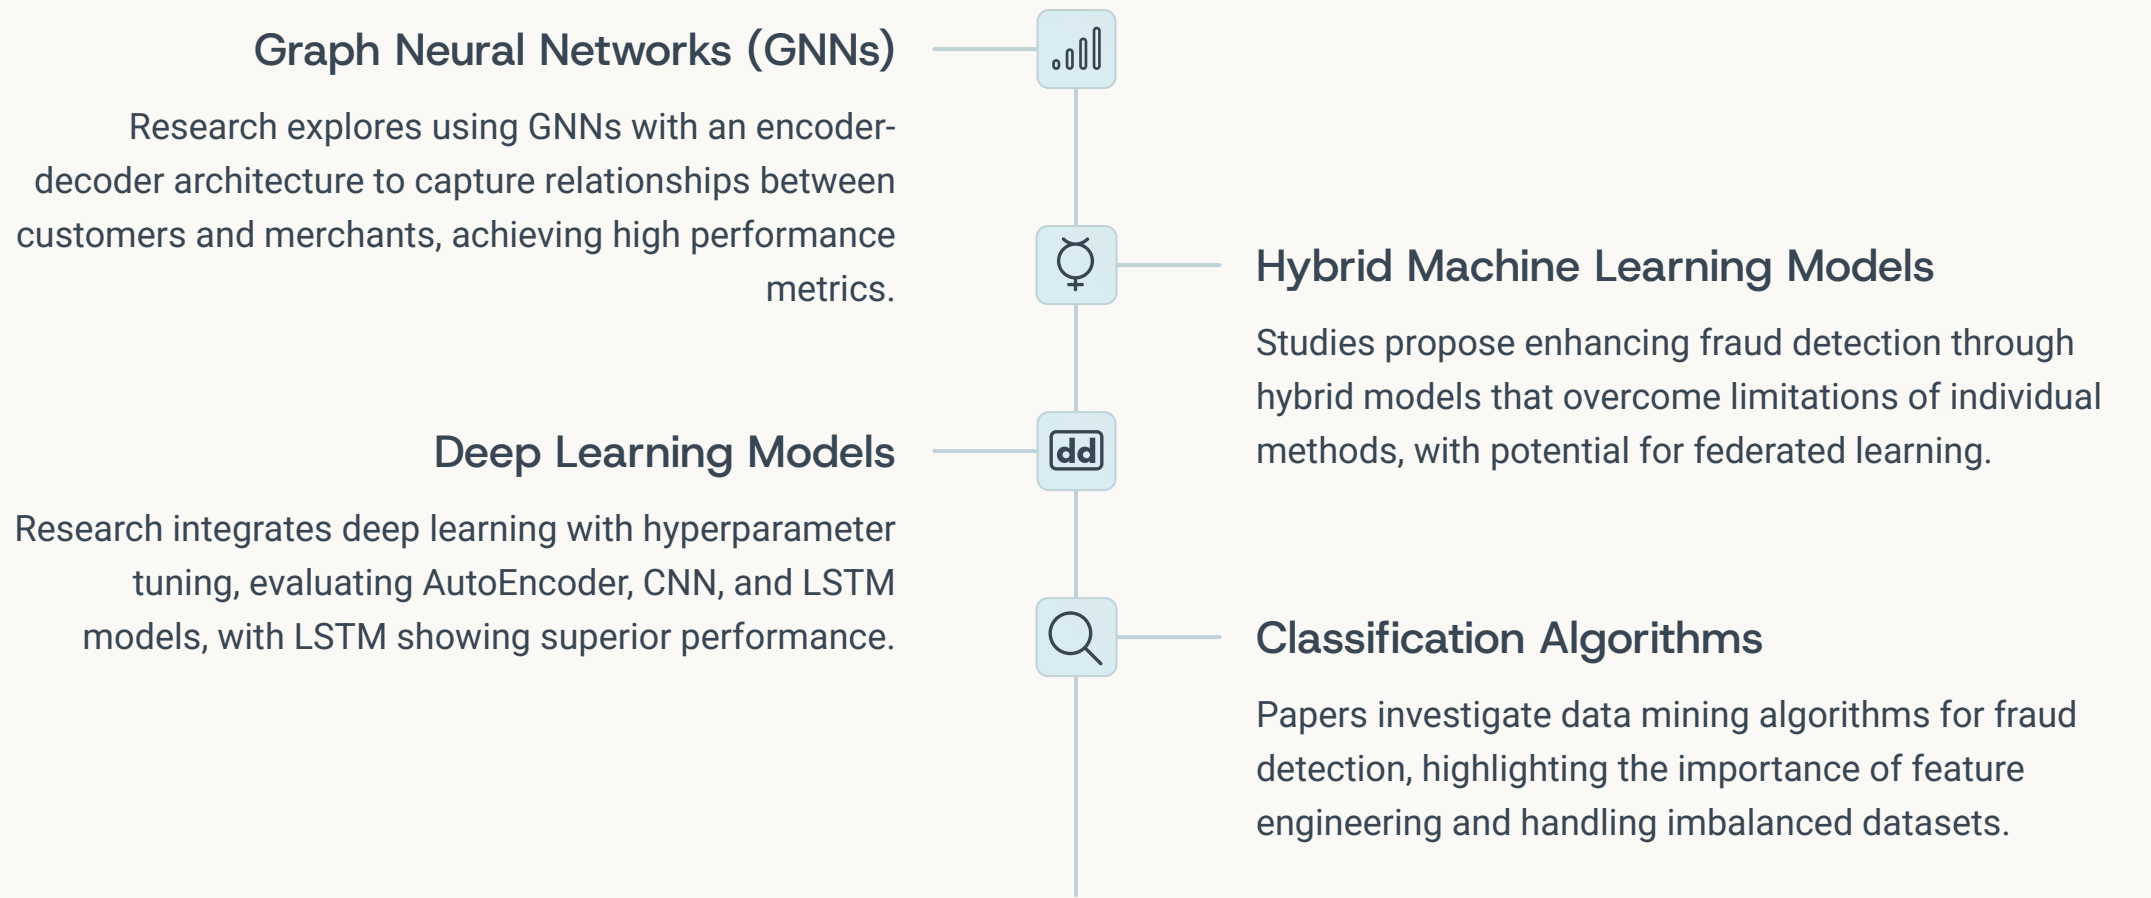 Graph Neural Networks (GNNs)
Research explores using GNNs with an encoder-
decoder architecture to capture relationships between
customers and merchants, achieving high performance
metrics.
Hybrid Machine Learning Models
Studies propose enhancing fraud detection through
hybrid models that overcome limitations of individual
methods, with potential for federated learning.
dd
Deep Learning Models
Research integrates deep learning with hyperparameter
tuning, evaluating AutoEncoder, CNN, and LSTM
models, with LSTM showing superior performance.
Classification Algorithms
Papers investigate data mining algorithms for fraud
detection, highlighting the importance of feature
engineering and handling imbalanced datasets.